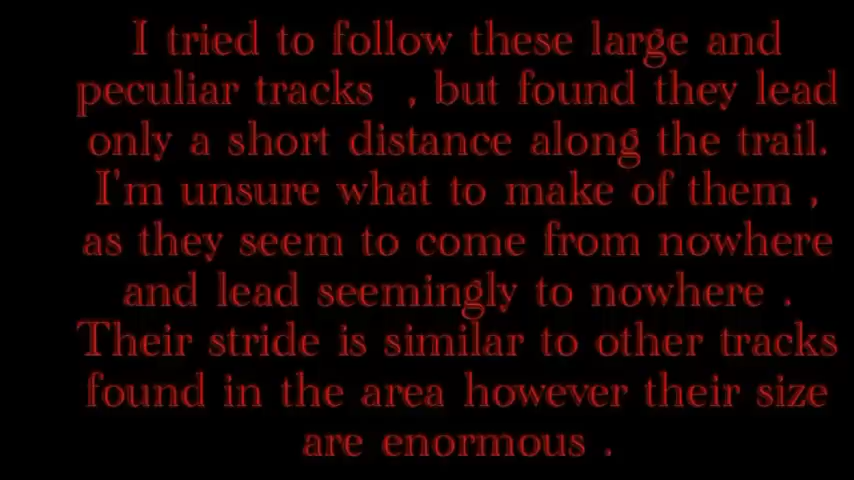 I tried to follow these large and
peculiar tracks , but found they lead
only a short distance along the trail.
I'm unsure what to make of them ,
as they seem to come from nowhere
and lead seemingly to nowhere .
Their stride is similar to other tracks
found in the area however their size
are enormous .